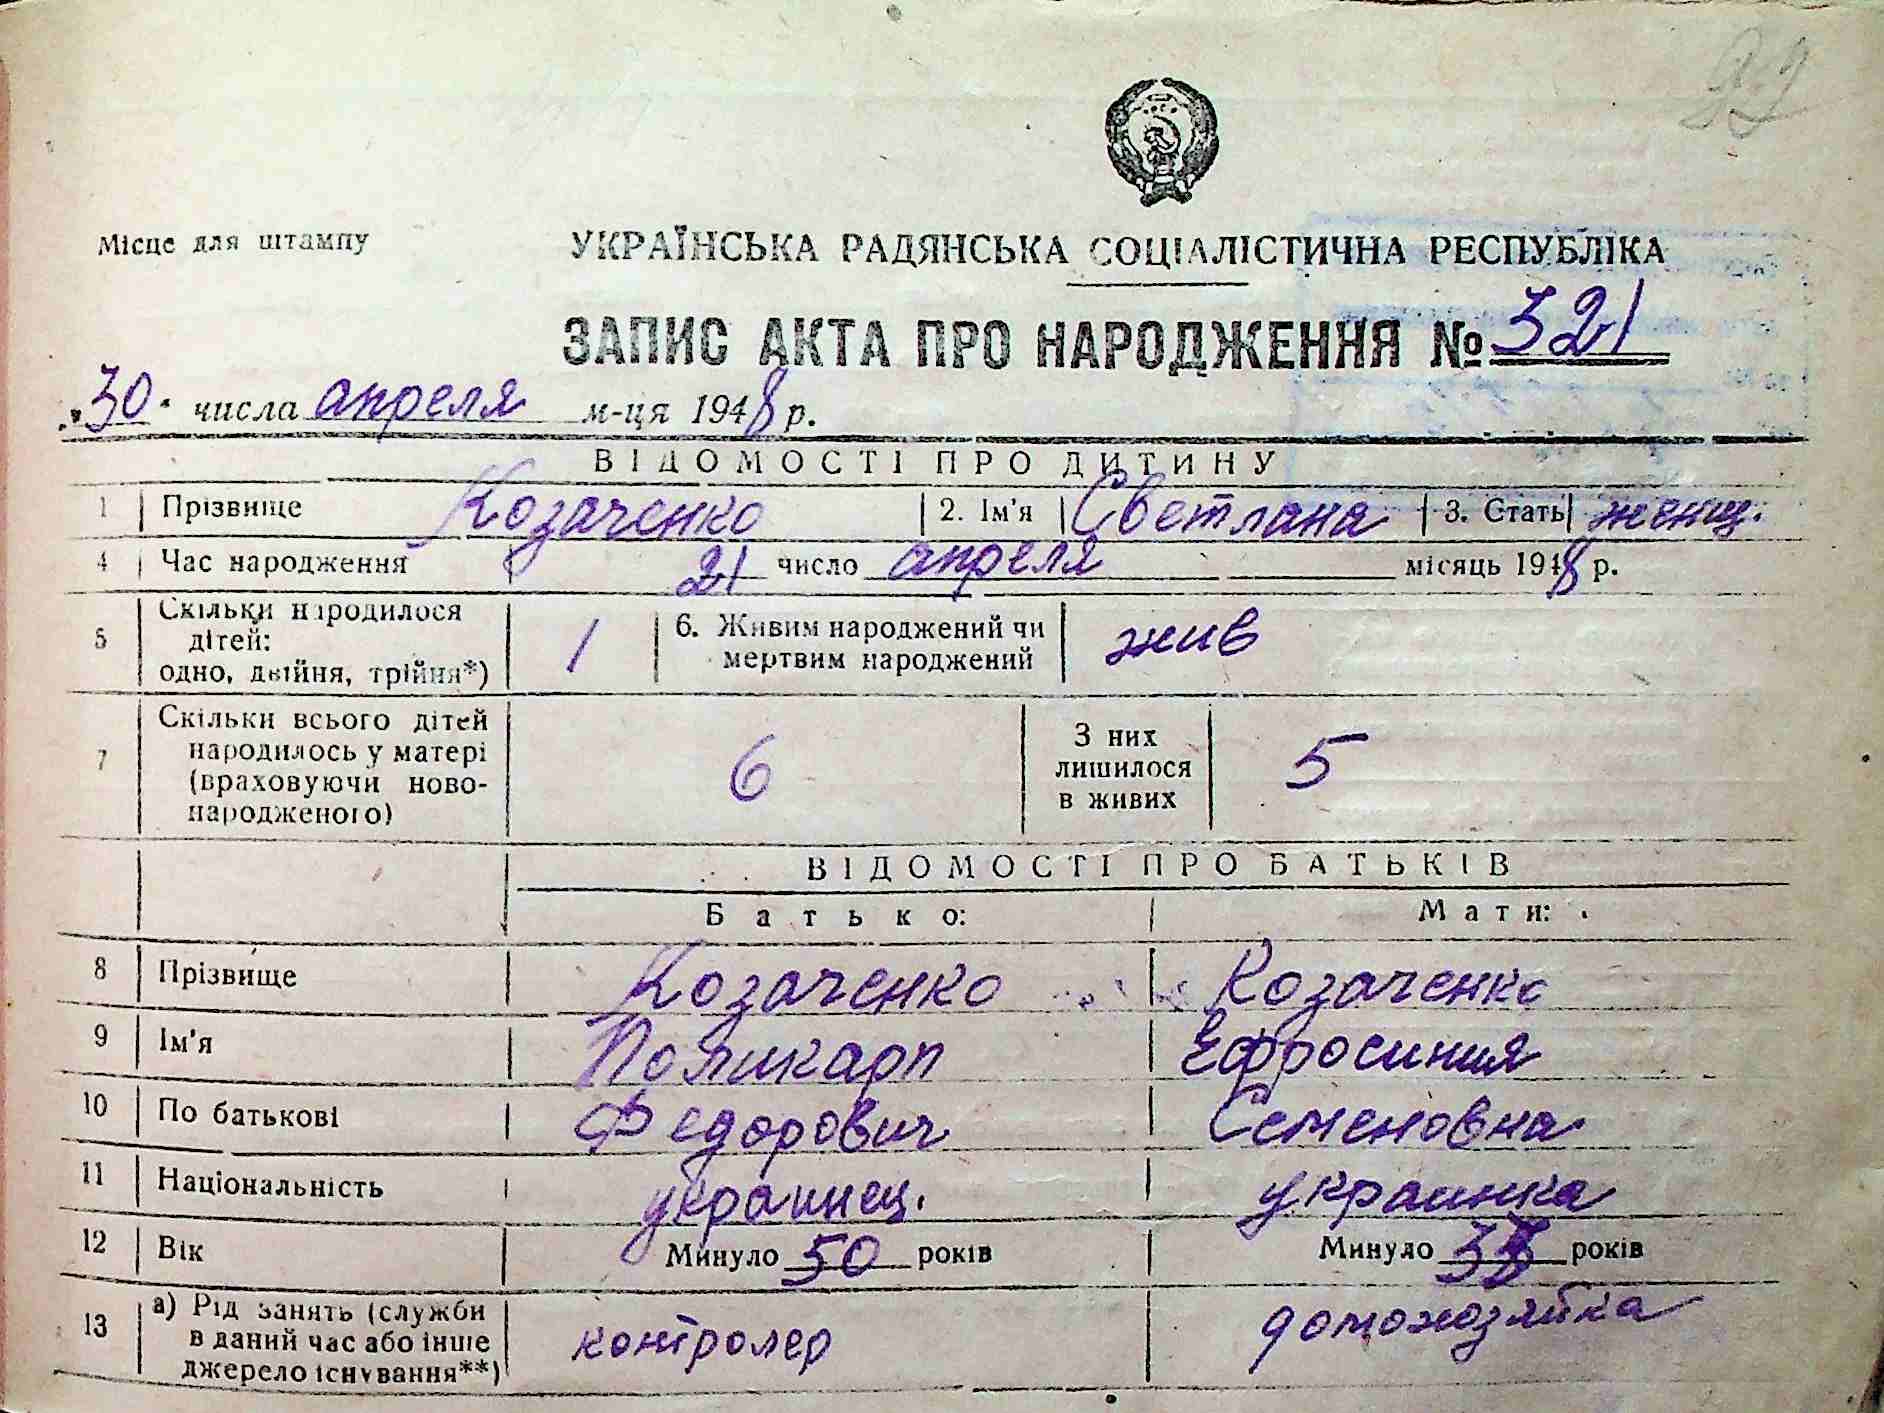 92
Місце для штампу
УКРАЇНСЬКА РАДЯНСЬКА СОЦІАЛІСТИЧНА РЕСПУБЛІКА
ЗАПИС АКТА ПРО НАРОДЖЕННЯ № 321
„30" числа апреля м-ця 1948 р.
ВІДОМОСТІ ПРО ДИТИНУ
1 Прізвище Козаченко 2. Ім'я Светлана 3. Стать женщ.
4 Час народження 21 число апреля місяць 1948 р.
5 Скільки народилося дітей: одно, двійня, трійня*) 1 6. Живим народжений чи мертвим народжений жив
7 Скільки всього дітей народилось у матері (враховуючи ново-народженого) 6 З них лишилося в живих 5
ВІДОМОСТІ ПРО БАТЬКІВ
Батько: Мати:
8 Прізвище Козаченко Козаченко
9 Ім'я Поликарп Ефросиния
10 По батькові Федорович Семеновна
11 Національність украинец. украинка
12 Вік Минуло 50 років Минуло років
13 а) Рід занять (служби в даний час або інше джерело існування**) контролер домохозяйка